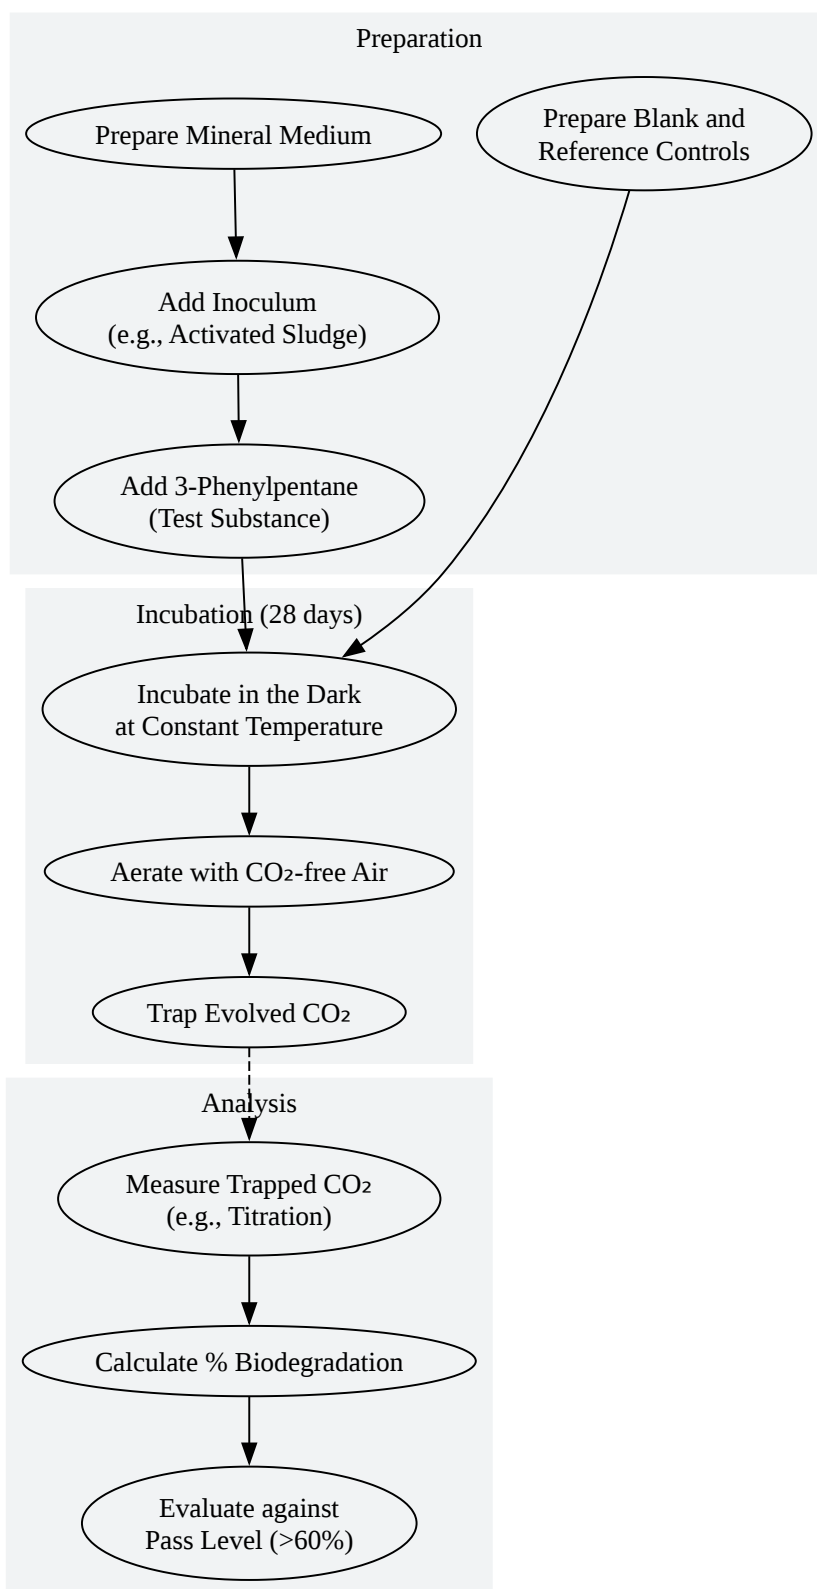 Preparation
Prepare Mineral Medium
Prepare Blank and
Reference Controls
Add Inoculum
(e.g., Activated Sludge)
Add 3-Phenylpentane
(Test Substance)
Incubation (28 days)
Incubate in the Dark
at Constant Temperature
Aerate with CO₂-free Air
Trap Evolved CO₂
Analysis
Measure Trapped CO₂
(e.g., Titration)
Calculate % Biodegradation
Evaluate against
Pass Level (>60%)